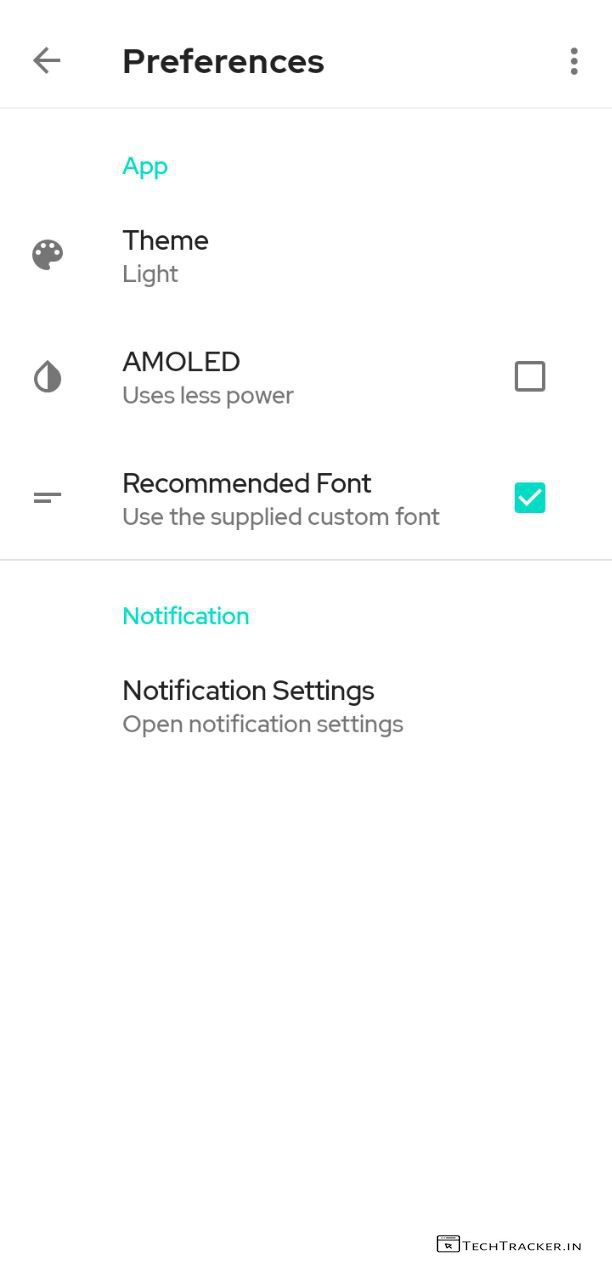 Preferences
App
Theme
Light
AMOLED
Uses less power
Recommended Font
Use the supplied custom font
Notification
Notification Settings
Open notification settings
TECHTRACKER.IN